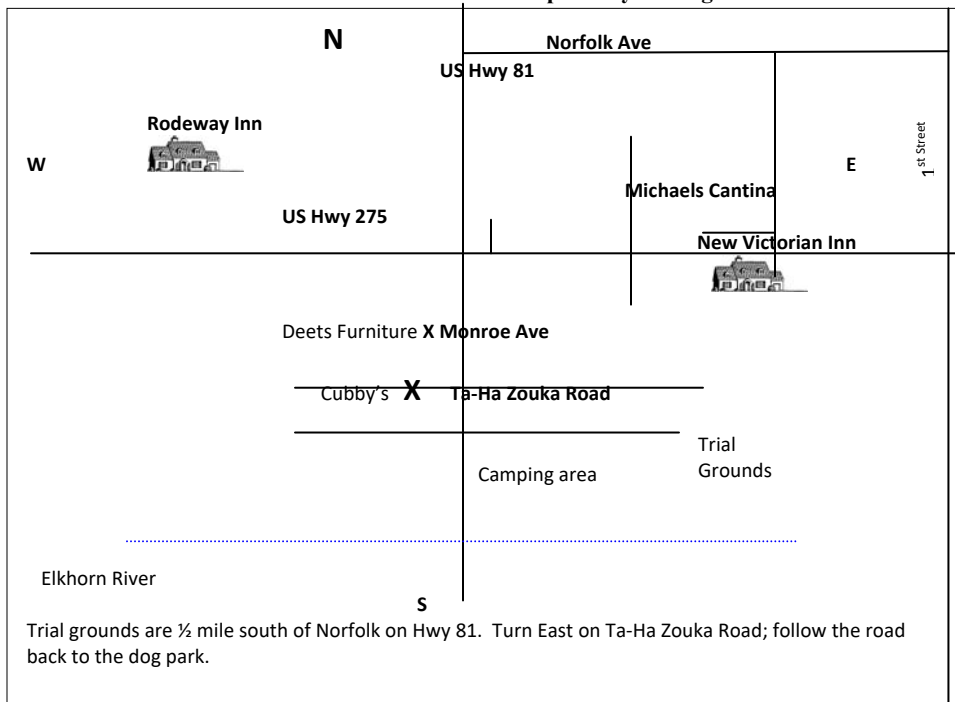 N
Norfolk Ave
US Hwy 81
Rodeway Inn
1st Street
W
E
Michaels Cantina
US Hwy 275
New Victorian Inn
Deets Furniture X Monroe Ave
Cubby’s X Ta-Ha Zouka Road
Trial
Grounds
Camping area
Elkhorn River
S
Trial grounds are ½ mile south of Norfolk on Hwy 81. Turn East on Ta-Ha Zouka Road; follow the road
back to the dog park.